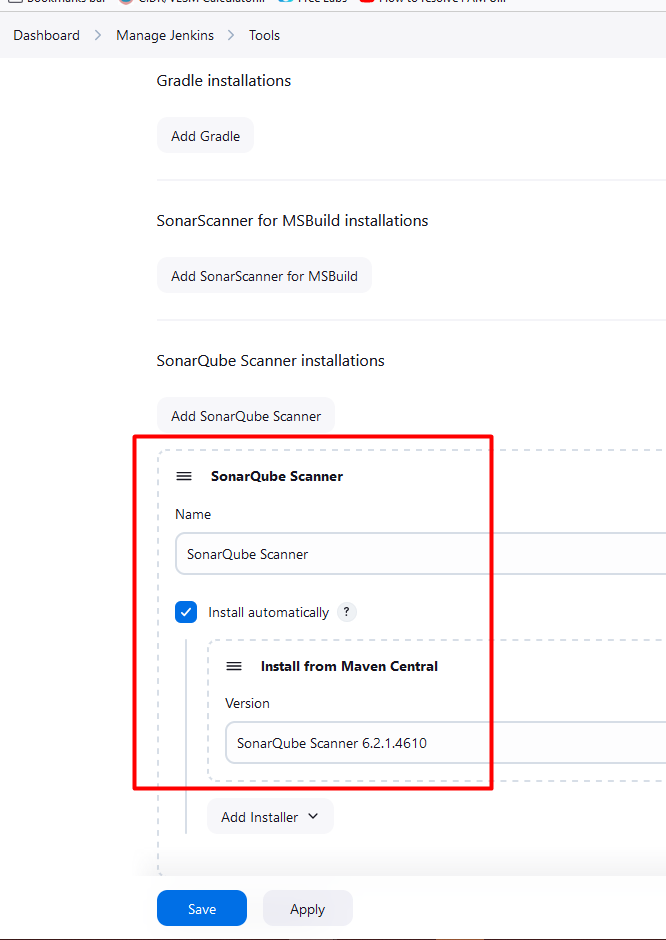 Dashboard > Manage Jenkins > Tools
Gradle installations
Add Gradle
SonarScanner for MSBuild installations
Add SonarScanner for MSBuild
SonarQube Scanner installations
Add SonarQube Scanner
SonarQube Scanner
Name
SonarQube Scanner
Install automatically ?
Install from Maven Central
Version
SonarQube Scanner 6.2.1.4610
Add Installer
Save Apply